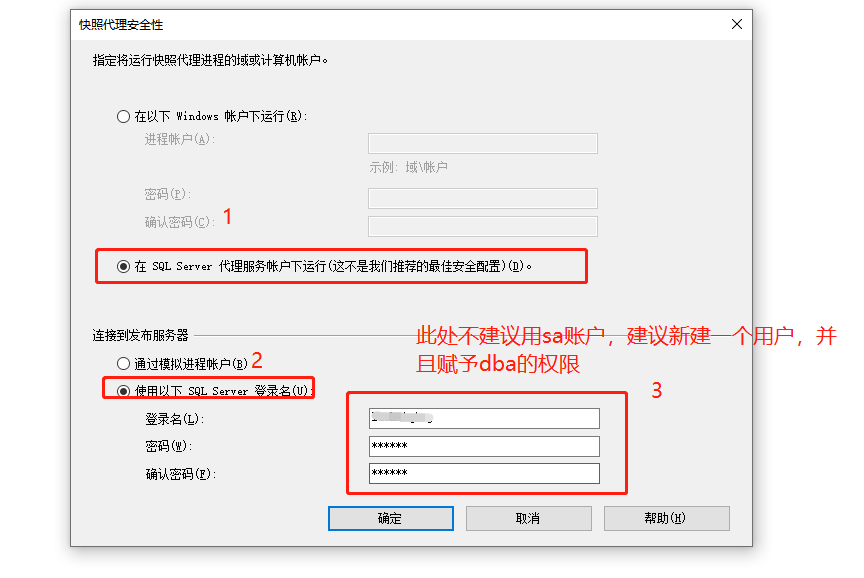 快照代理安全性
指定将运行快照代理进程的域或计算机帐户。
在以下 Windows 帐户下运行(R):
进程帐户(A):
示例: 域\帐户
密码(P):
确认密码(C):
1
在 SQL Server 代理服务帐户下运行(这不是我们推荐的最佳安全配置)(D)。
连接到发布服务器
此处不建议用sa账户，建议新建一个用户，并
且赋予dba的权限
通过模拟进程帐户(B)
2
使用以下 SQL Server 登录名(U):
3
登录名(L):
密码(W):
******
确认密码(F):
******
确定
取消
帮助(H)